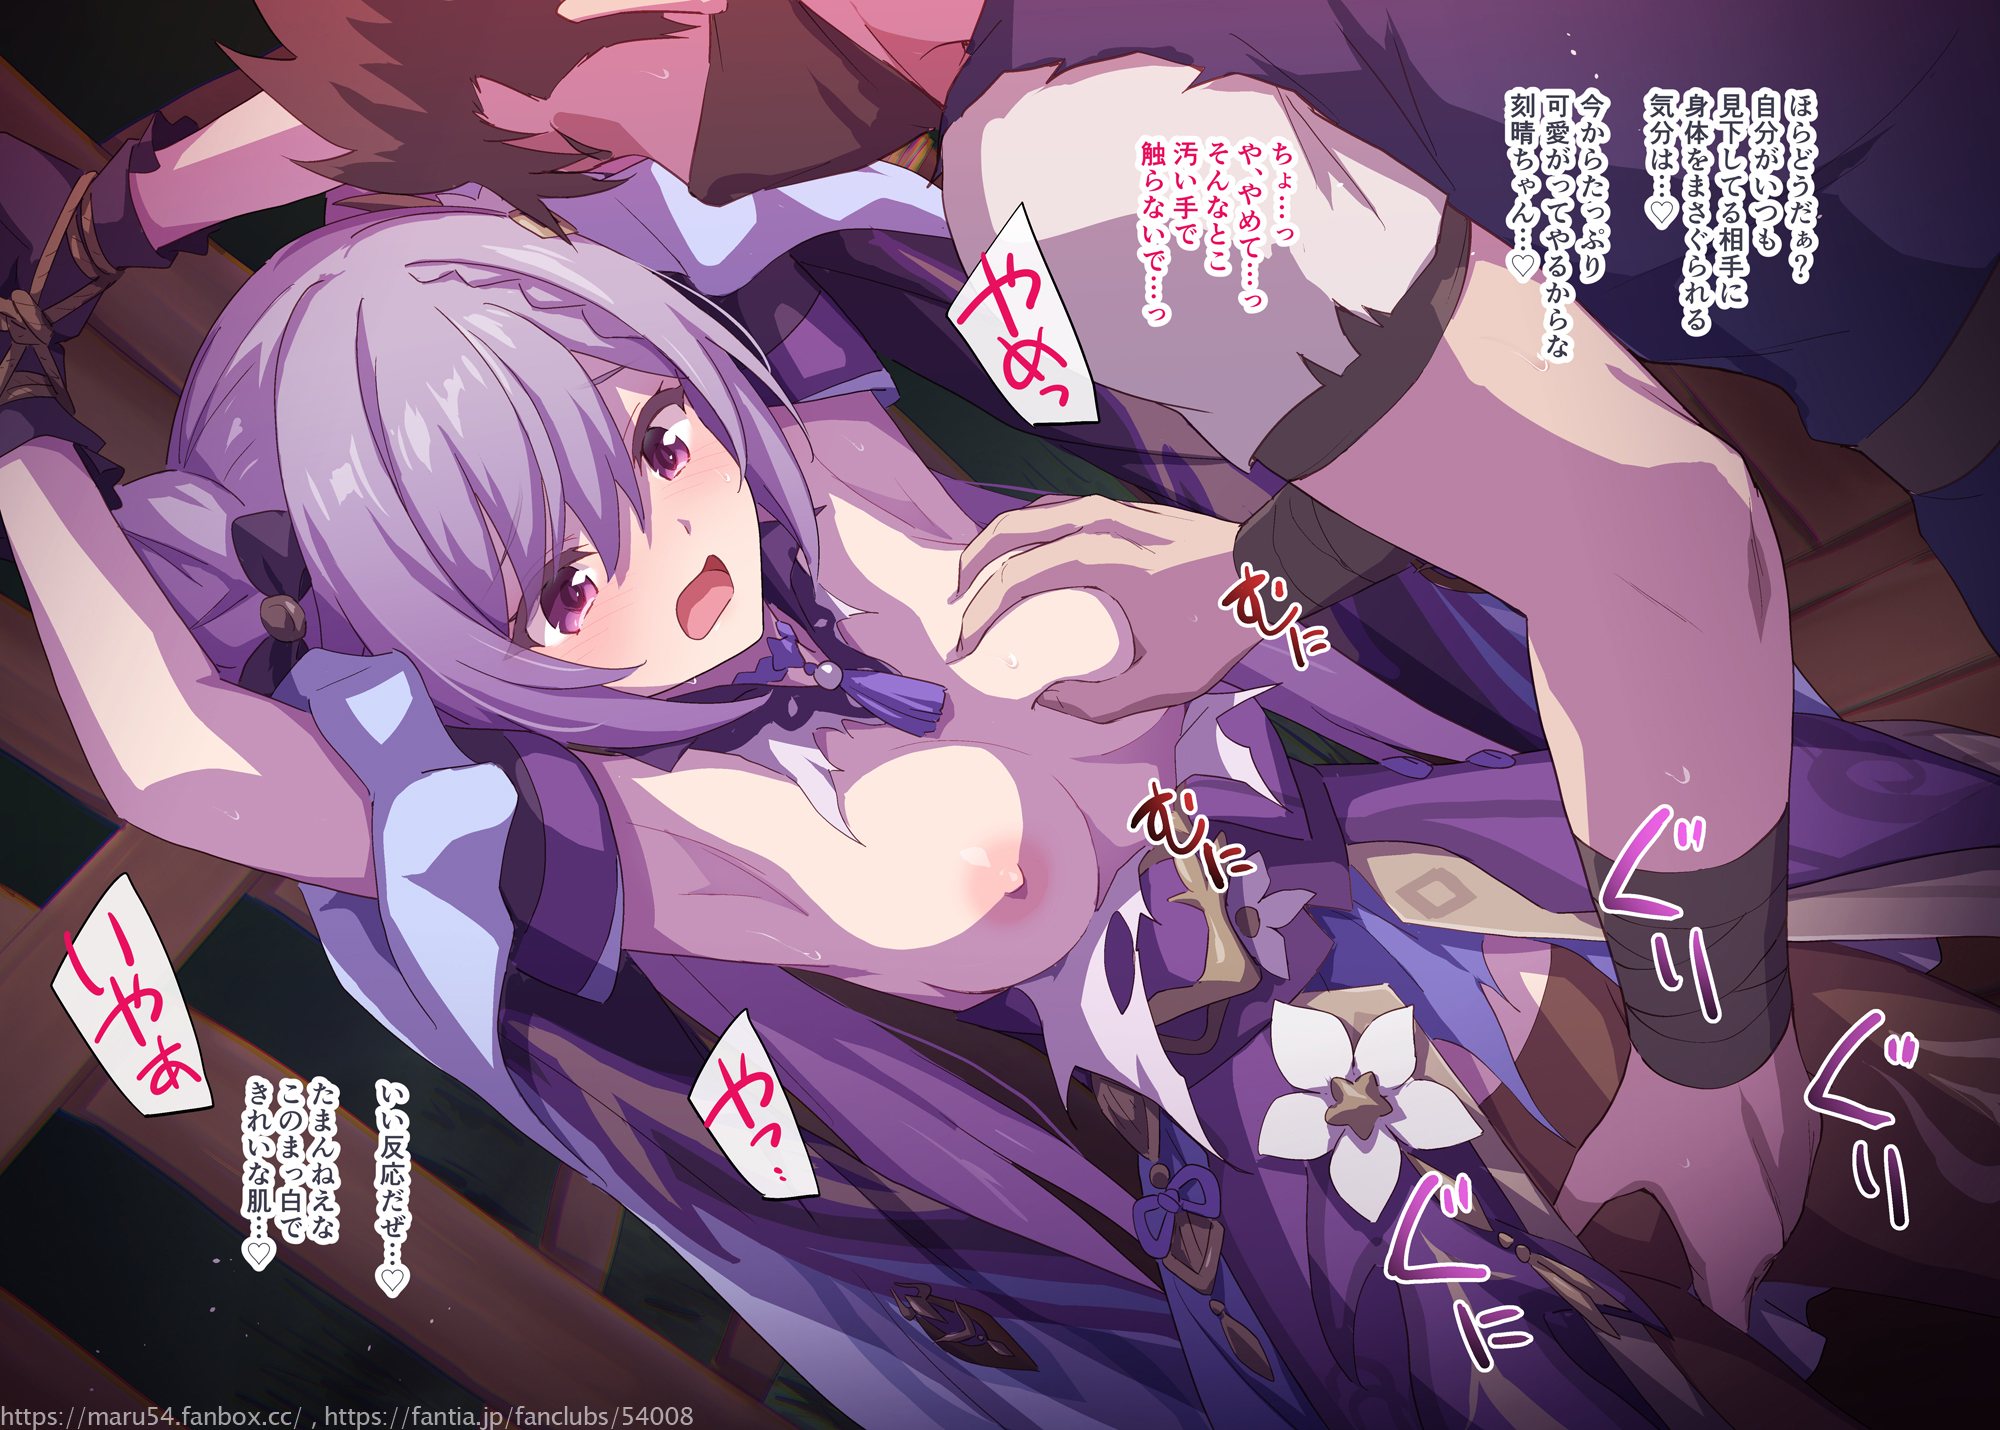 ほらどうだぁ?
自分がいつも
見下してる相手に
身体をまさぐられる
気分は…♡
今からたっぷり
可愛がってやるからな
刻晴ちゃん…♡
ちょ…っ
や、やめて…っ
そんなとこ
汚い手で
触らないで…っ
やめっ
むに
むに
ぐり
ぐり
ぐに
いやぁ
やっ…
いい反応だぜ…♡
たまんねえな
このまっ白で
きれいな肌…♡
https://maru54.fanbox.cc/ , https://fantia.jp/fanclubs/54008